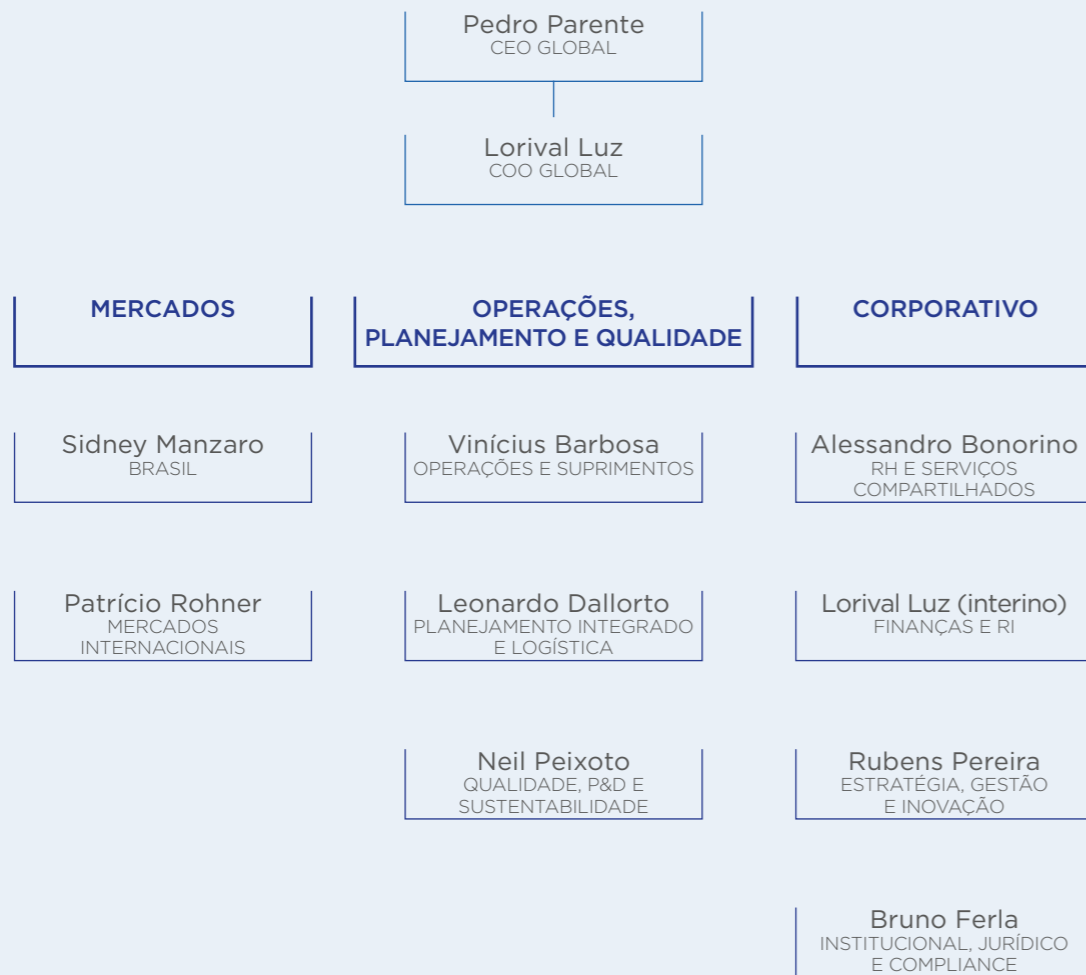 Pedro Parente
CEO GLOBAL
Lorival Luz
COO GLOBAL
MERCADOS
Sidney Manzaro
BRASIL
Patrício Rohner
MERCADOS
INTERNACIONAIS
OPERAÇÕES,
PLANEJAMENTO E QUALIDADE
Vinícius Barbosa
OPERAÇÕES E SUPRIMENTOS
Leonardo Dallorto
PLANEJAMENTO INTEGRADO
E LOGÍSTICA
Neil Peixoto
QUALIDADE, P&D E
SUSTENTABILIDADE
CORPORATIVO
Alessandro Bonorino
RH E SERVIÇOS
COMPARTILHADOS
Lorival Luz (interino)
FINANÇAS E RI
Rubens Pereira
ESTRATÉGIA, GESTÃO
E INOVAÇÃO
Bruno Ferla
INSTITUCIONAL, JURÍDICO
E COMPLIANCE